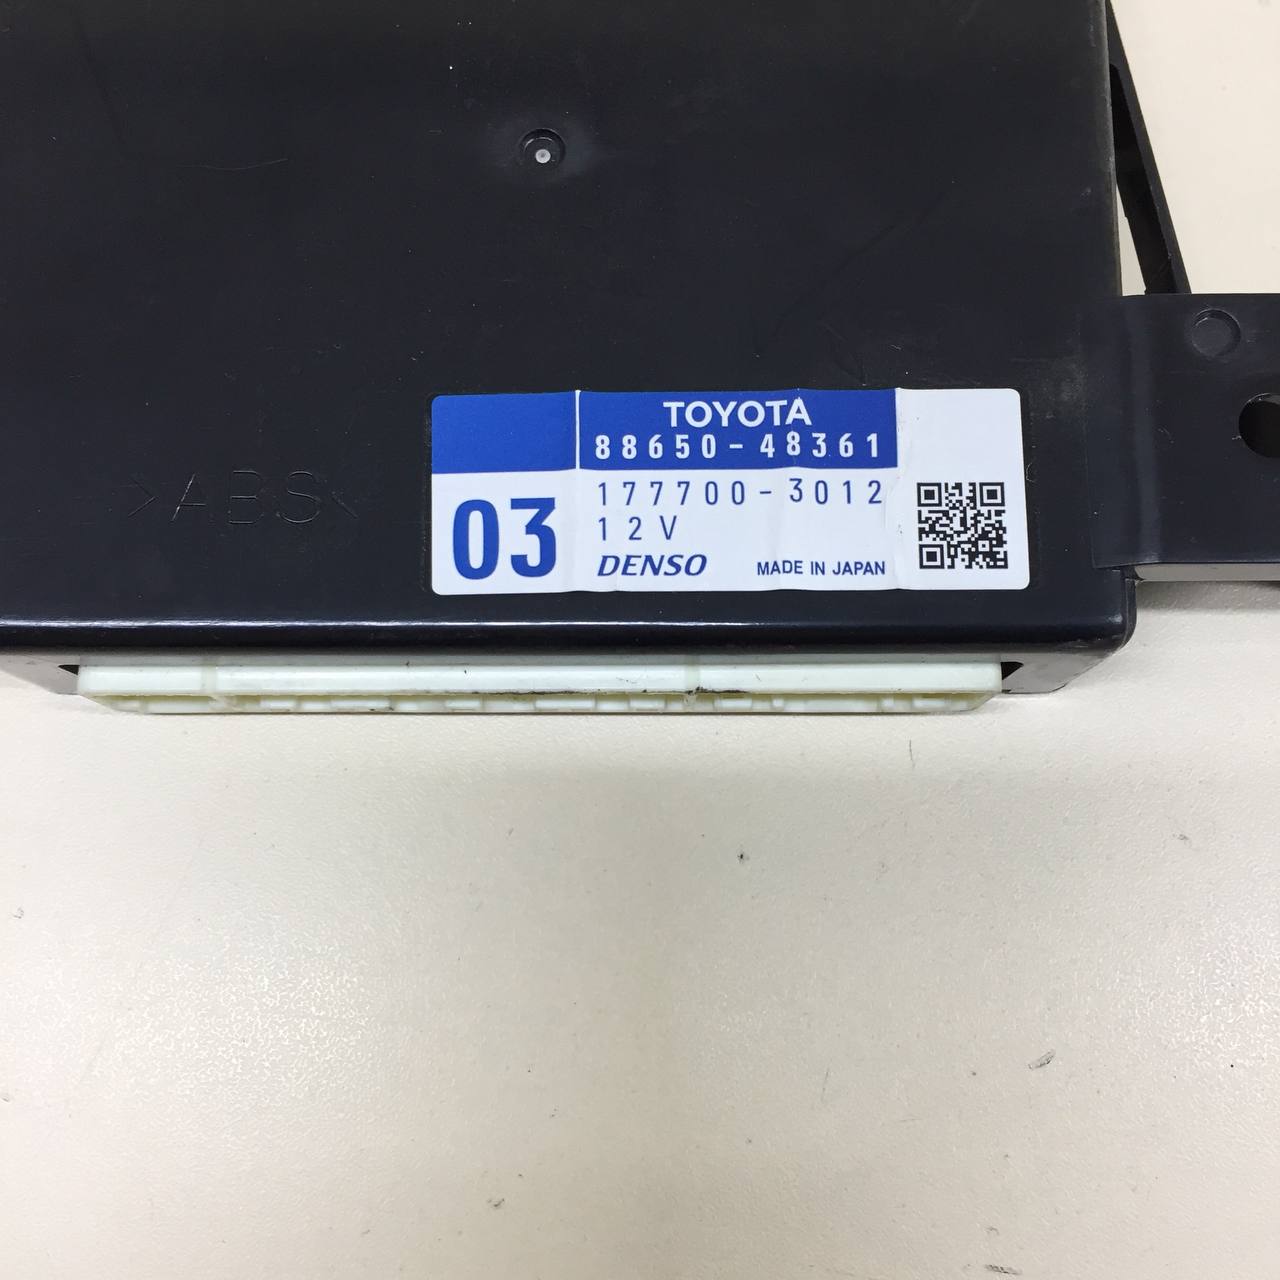 TOYOTA
88650-48361
03
177700-3012
12V
DENSO
MADE IN JAPAN
>ABS<